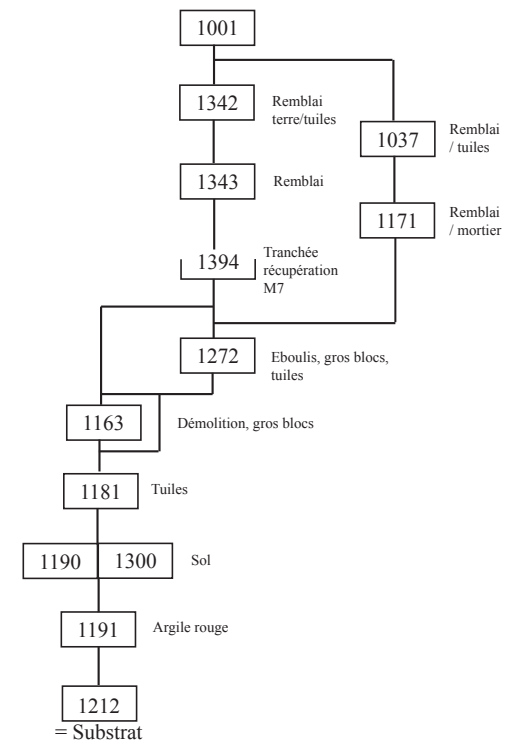 1001
1342
Remblai
terre/tuiles
1037
Remblai
/ tuiles
1343
Remblai
1171
Remblai
/ mortier
1394
Tranchée
récupération
M7
1272
Eboulis, gros blocs,
tuiles
1163
Démolition, gros blocs
1181
Tuiles
1190
1300
Sol
1191
Argile rouge
1212
= Substrat